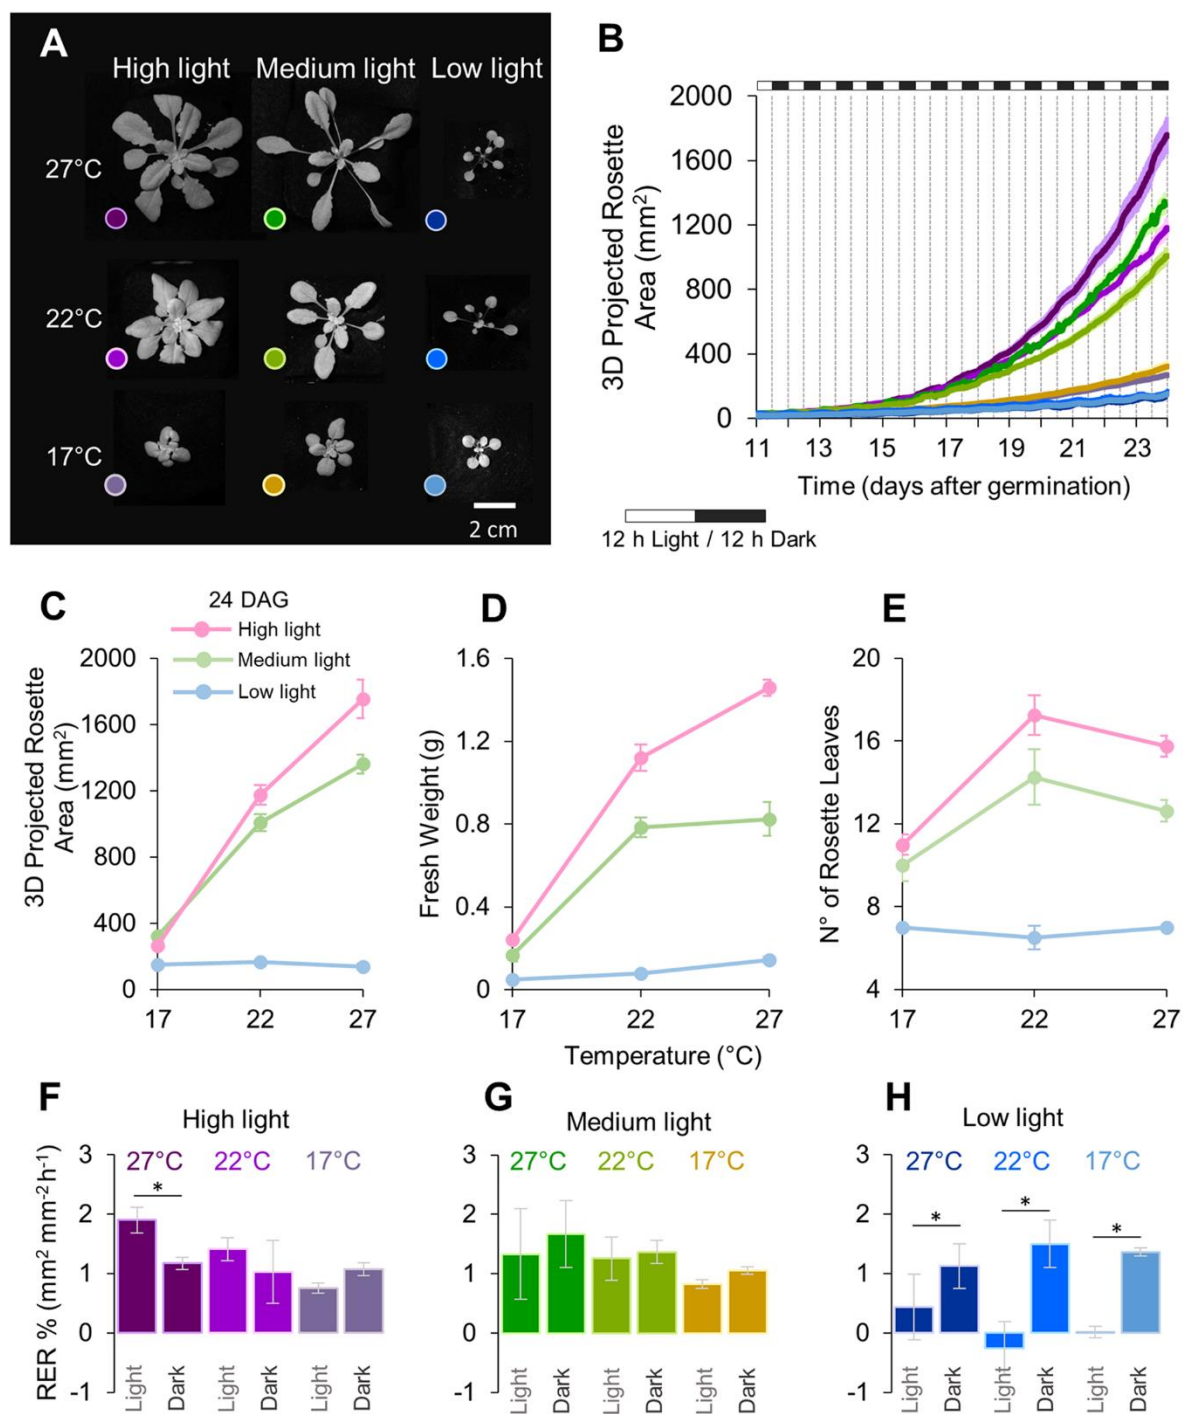 A
High light Medium light Low light
27°C
22°C
17°C
2 cm
B
3D Projected Rosette
Area (mm²)
2000
1600
1200
800
400
0
11 13 15 17 19 21 23
Time (days after germination)
12 h Light / 12 h Dark
C
24 DAG
High light
Medium light
Low light
3D Projected Rosette
Area (mm²)
2000
1600
1200
800
400
0
17 22 27
D
Fresh Weight (g)
1.6
1.2
0.8
0.4
0
17 22 27
Temperature (°C)
E
N° of Rosette Leaves
20
16
12
8
4
17 22 27
F
High light
RER % (mm² mm⁻² h⁻¹)
3
2
1
0
-1
27°C 22°C 17°C
*
Light Dark Light Dark Light Dark
G
Medium light
3
2
1
0
-1
27°C 22°C 17°C
Light Dark Light Dark Light Dark
H
Low light
3
2
1
0
-1
27°C 22°C 17°C
* * *
Light Dark Light Dark Light Dark